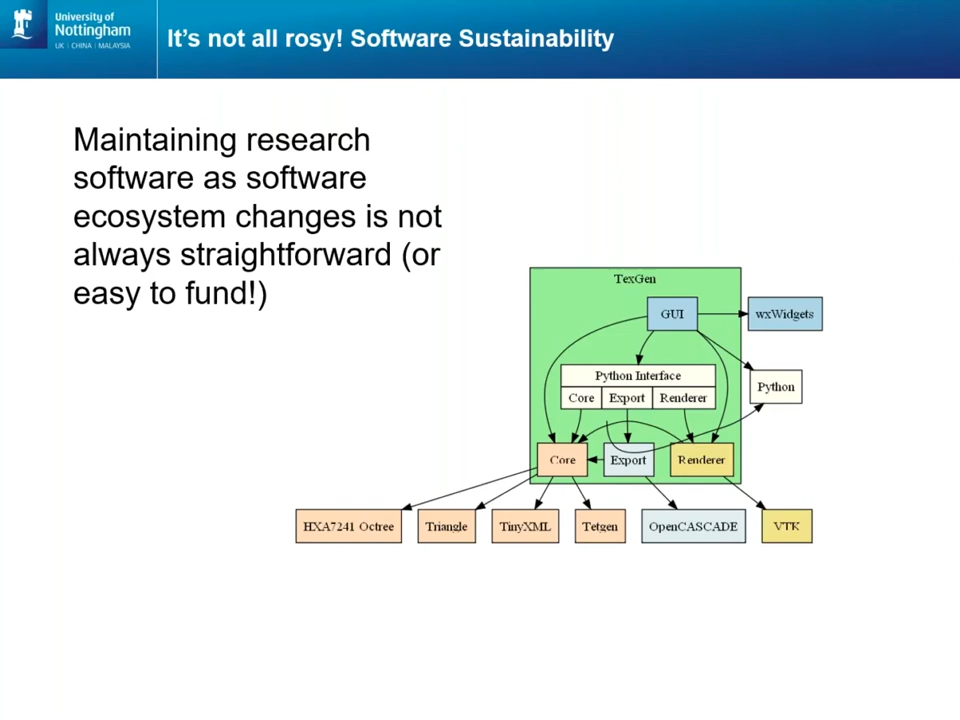 University of
Nottingham
UK | CHINA | MALAYSIA
It's not all rosy! Software Sustainability
Maintaining research
software as software
ecosystem changes is not
always straightforward (or
easy to fund!)
TexGen
GUI
wxWidgets
Python Interface
Python
Core
Export
Renderer
Core
Export
Renderer
HXA7241 Octree
Triangle
TinyXML
Tetgen
OpenCASCADE
VTK